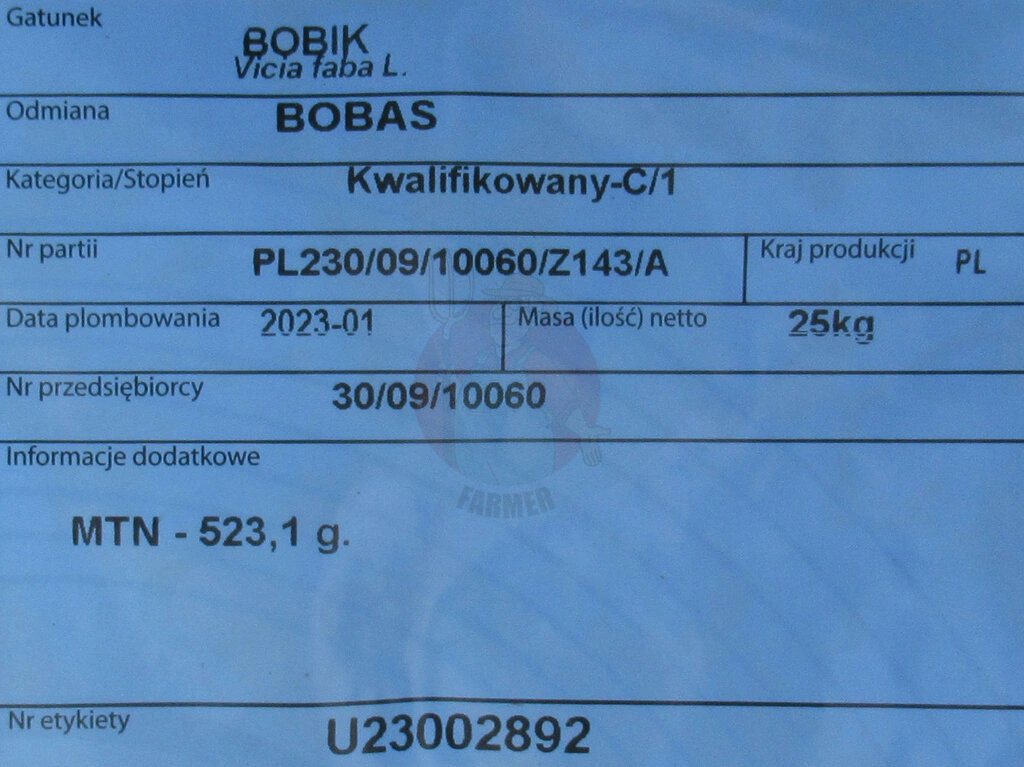 Gatunek
BOBIK
Vicia faba L.
Odmiana BOBAS
Kategoria/Stopień Kwalifikowany-C/1
Nr partii PL230/09/10060/Z143/A Kraj produkcji PL
Data plombowania 2023-01 Masa (ilość) netto 25kg
Nr przedsiębiorcy 30/09/10060
Informacje dodatkowe
FARMER
MTN - 523,1 g.
Nr etykiety U23002892